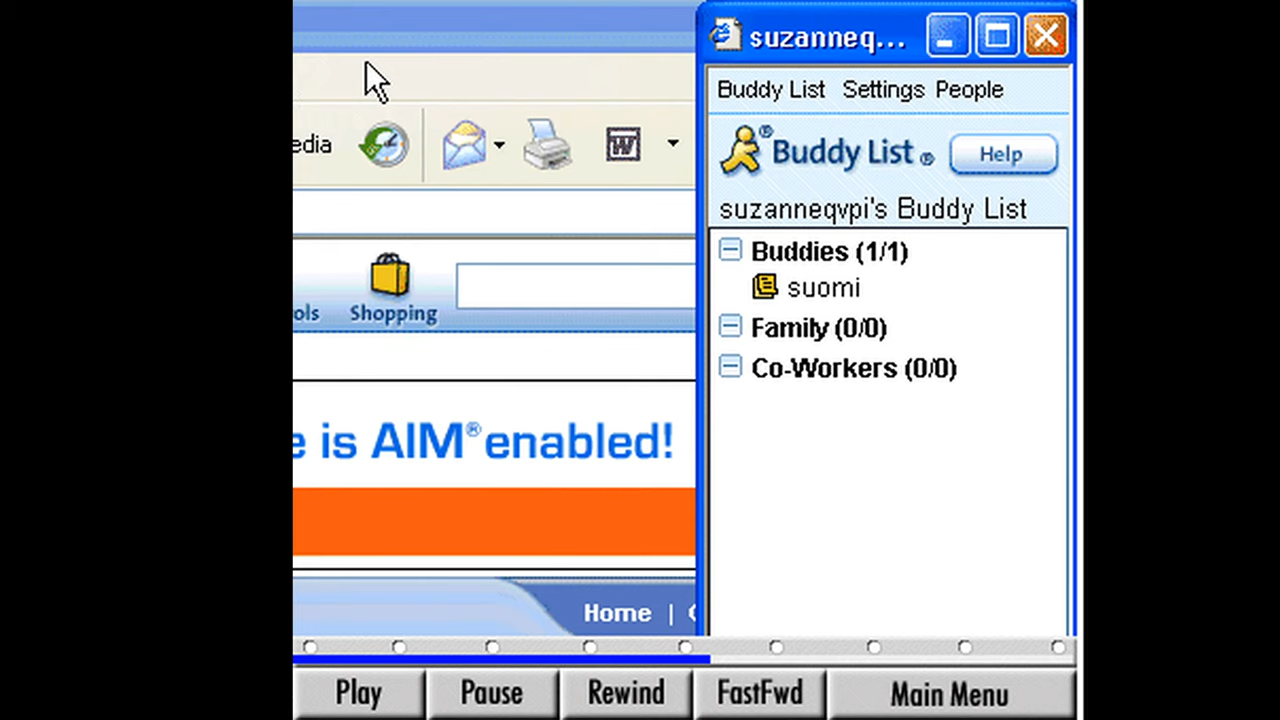 suzanneq...
Buddy List Settings People
edia
Buddy List ® Help
suzanneqvpi's Buddy List
Buddies (1/1)
suomi
Family (0/0)
Co-Workers (0/0)
ols Shopping
e is AIM® enabled!
Home |
Play Pause Rewind FastFwd Main Menu